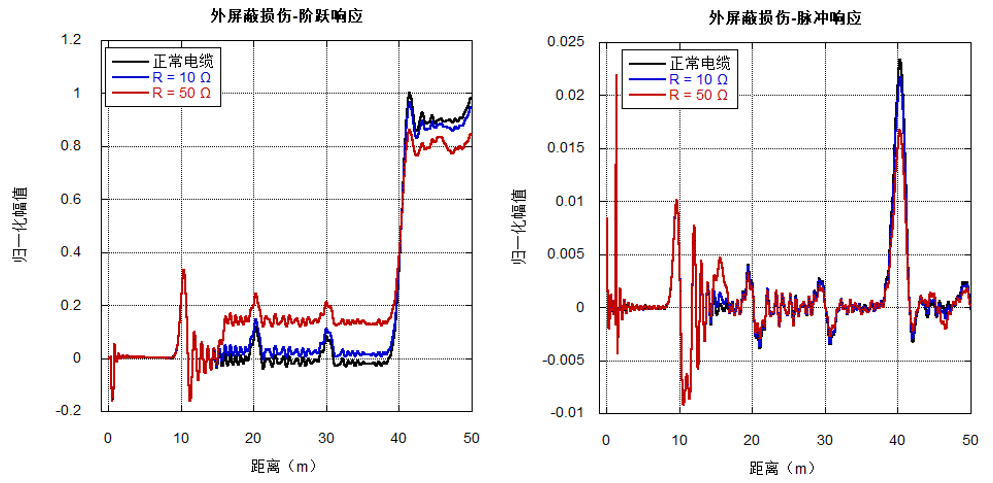 外屏蔽损伤-阶跃响应
1.2
1
0.8
0.6
0.4
0.2
0
-0.2
归一化幅值
正常电缆
R = 10 Ω
R = 50 Ω
0 10 20 30 40 50
距离（m）
外屏蔽损伤-脉冲响应
0.025
0.02
0.015
0.01
0.005
0
-0.005
-0.01
归一化幅值
正常电缆
R = 10 Ω
R = 50 Ω
0 10 20 30 40 50
距离（m）